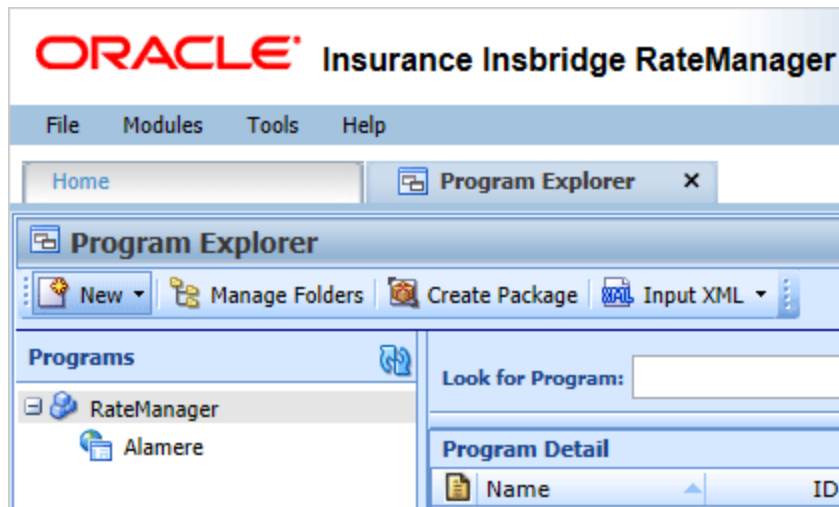 ORACLE Insurance Insbridge RateManager
File Modules Tools Help
Home Program Explorer ×
Program Explorer
New Manage Folders Create Package XML Input XML
Programs
Look for Program:
RateManager
Alamere
Program Detail
Name ID